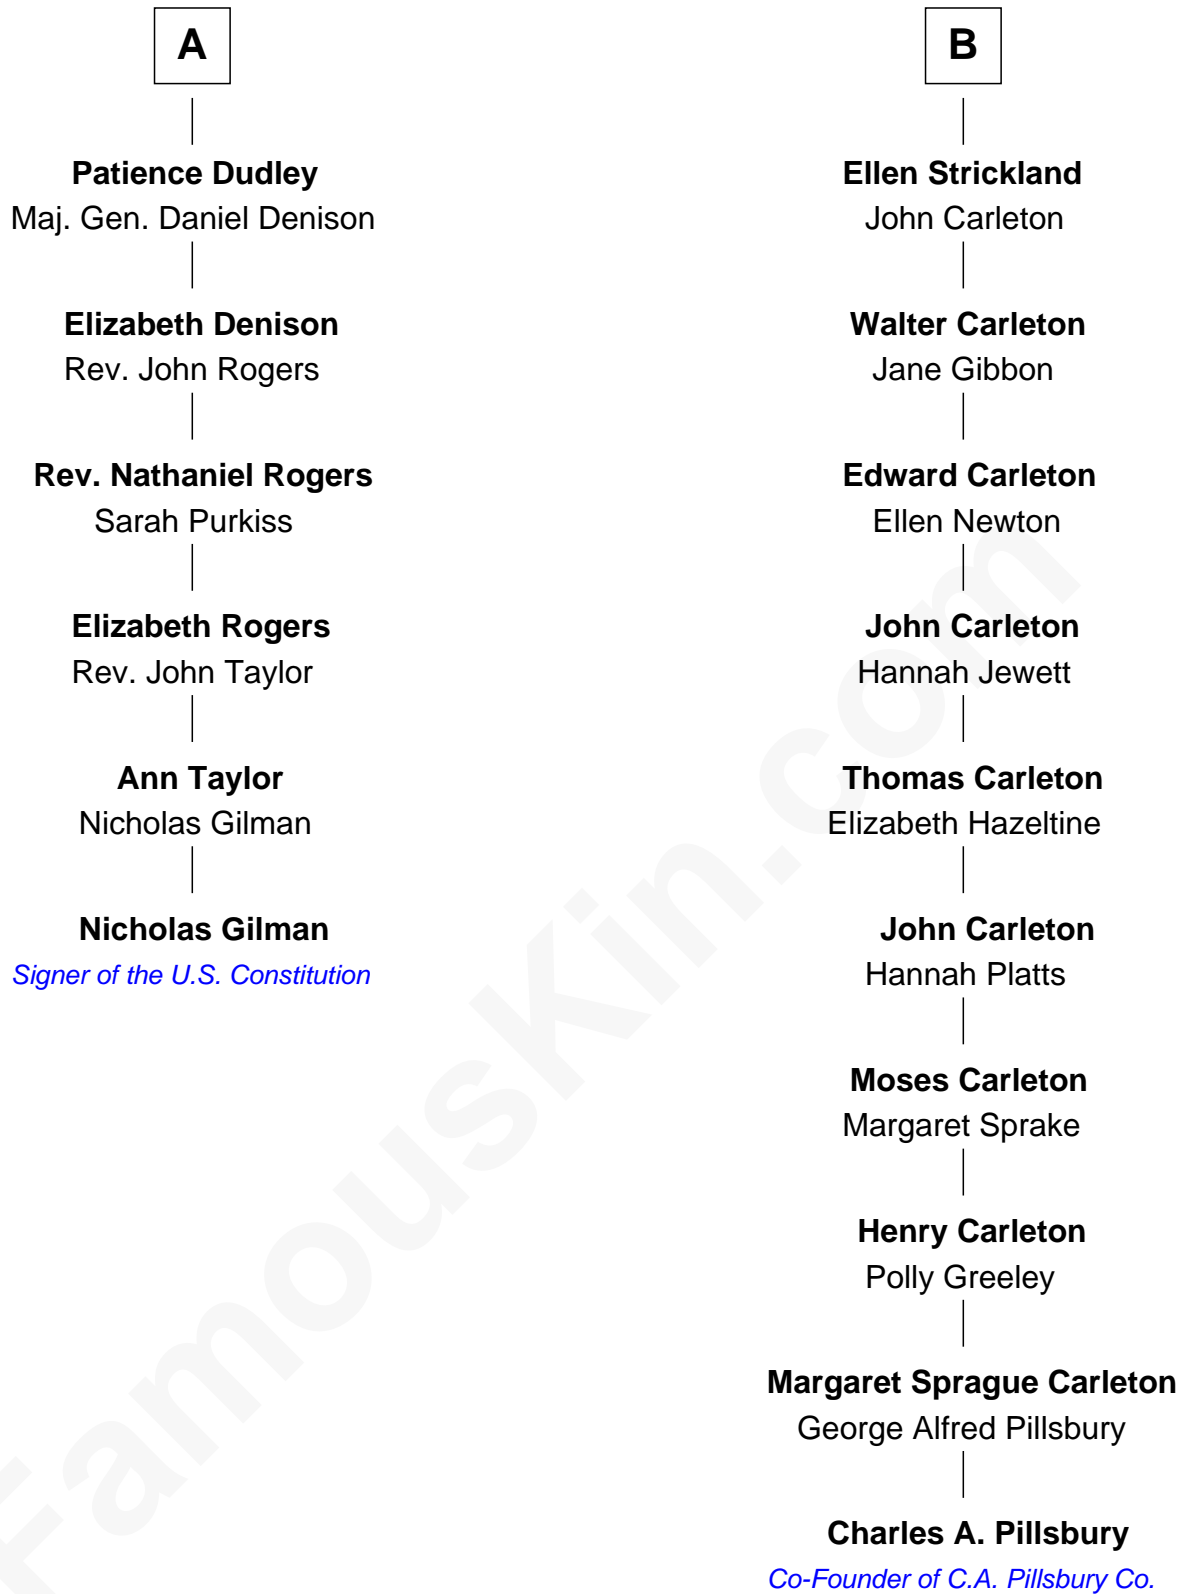 A
Patience Dudley
Maj. Gen. Daniel Denison
Elizabeth Denison
Rev. John Rogers
Rev. Nathaniel Rogers
Sarah Purkiss
Elizabeth Rogers
Rev. John Taylor
Ann Taylor
Nicholas Gilman
Nicholas Gilman
Signer of the U.S. Constitution
B
Ellen Strickland
John Carleton
Walter Carleton
Jane Gibbon
Edward Carleton
Ellen Newton
John Carleton
Hannah Jewett
Thomas Carleton
Elizabeth Hazeltine
John Carleton
Hannah Platts
Moses Carleton
Margaret Sprake
Henry Carleton
Polly Greeley
Margaret Sprague Carleton
George Alfred Pillsbury
Charles A. Pillsbury
Co-Founder of C.A. Pillsbury Co.
FamousKin.com